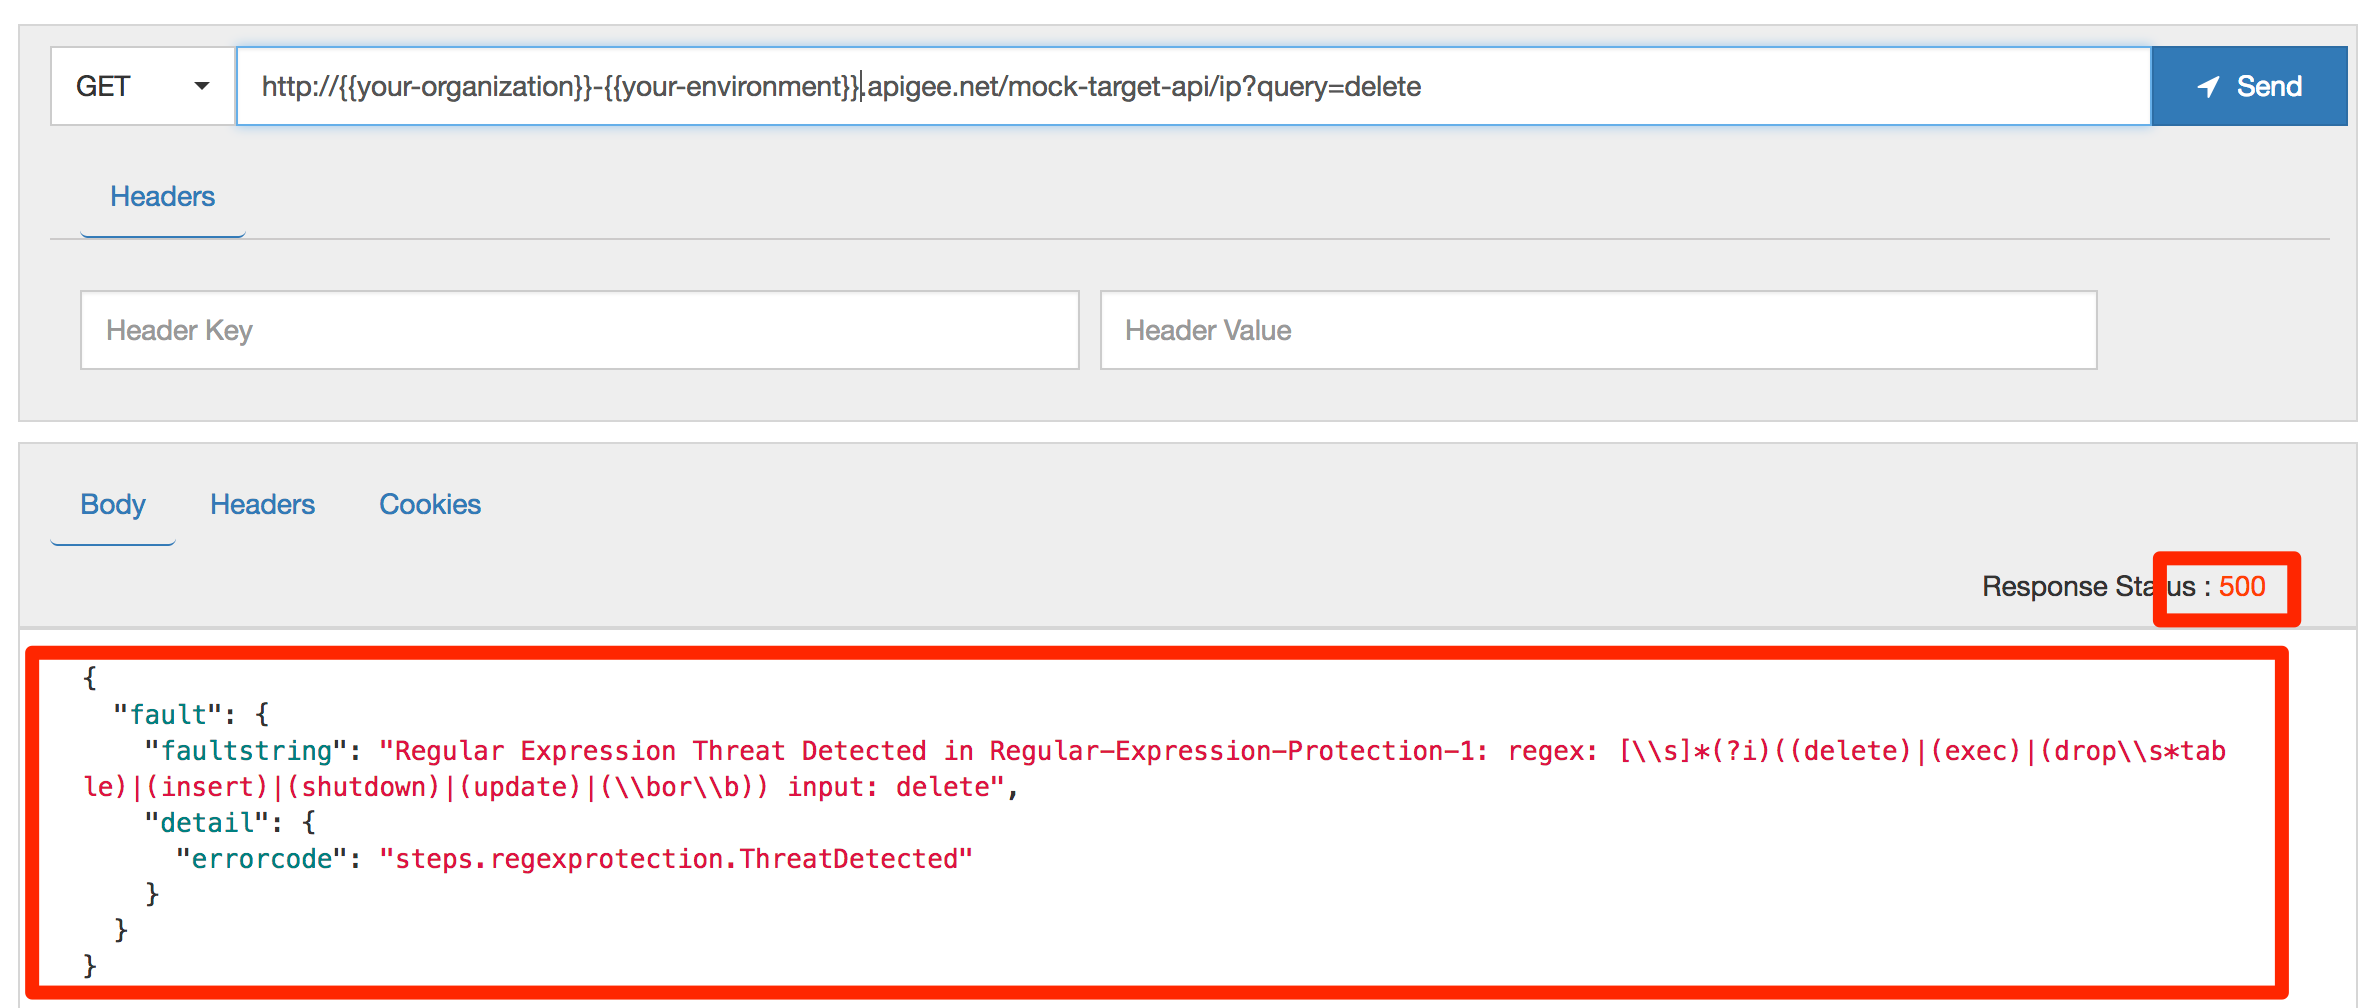 GET
http://{{your-organization}}-{{your-environment}}.apigee.net/mock-target-api/ip?query=delete
Send
Headers
Header Key
Header Value
Body
Headers
Cookies
Response Status : 500
{
  "fault": {
    "faultstring": "Regular Expression Threat Detected in Regular-Expression-Protection-1: regex: [\\s]*(?i)((delete)|(exec)|(drop\\s*tab
le)|(insert)|(shutdown)|(update)|(\\bor\\b)) input: delete",
    "detail": {
      "errorcode": "steps.regexprotection.ThreatDetected"
    }
  }
}